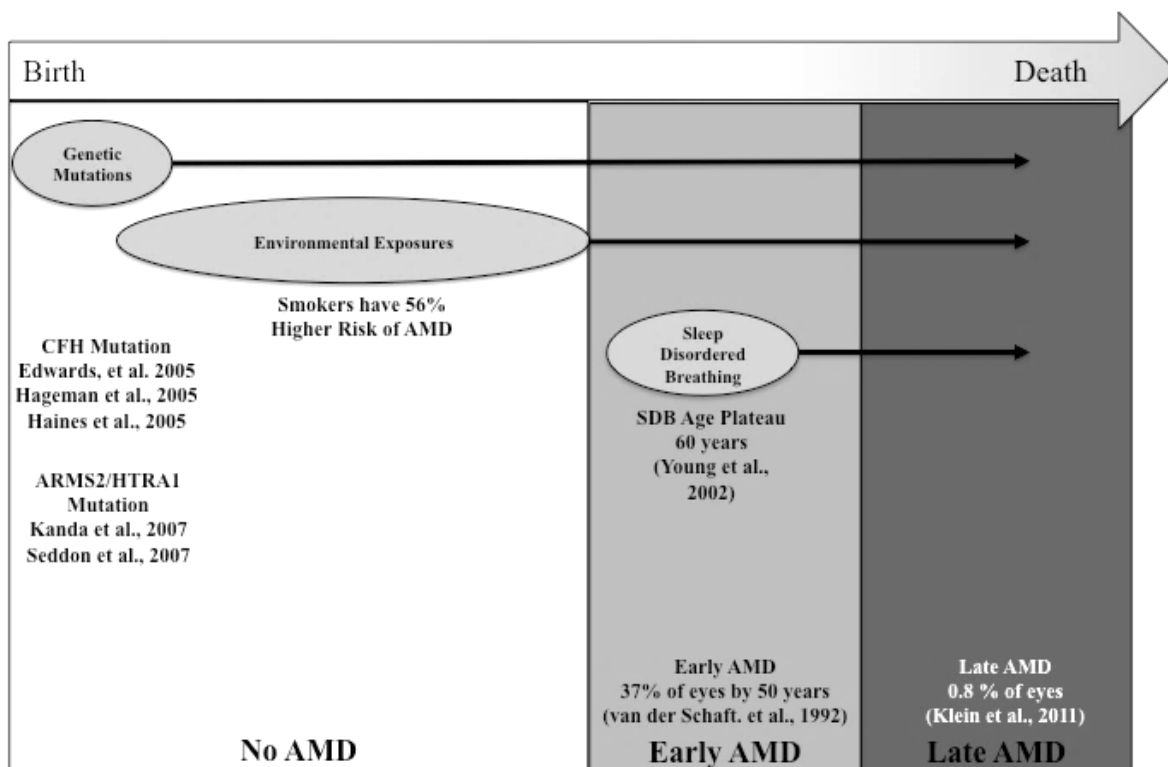 Birth
Death
Genetic
Mutations
Environmental Exposures
Smokers have 56%
Higher Risk of AMD
CFH Mutation
Edwards, et al. 2005
Hageman et al., 2005
Haines et al., 2005
ARMS2/HTRA1
Mutation
Kanda et al., 2007
Seddon et al., 2007
Sleep
Disordered
Breathing
SDB Age Plateau
60 years
(Young et al.,
2002)
Early AMD
37% of eyes by 50 years
(van der Schaft. et al., 1992)
Late AMD
0.8 % of eyes
(Klein et al., 2011)
No AMD
Early AMD
Late AMD